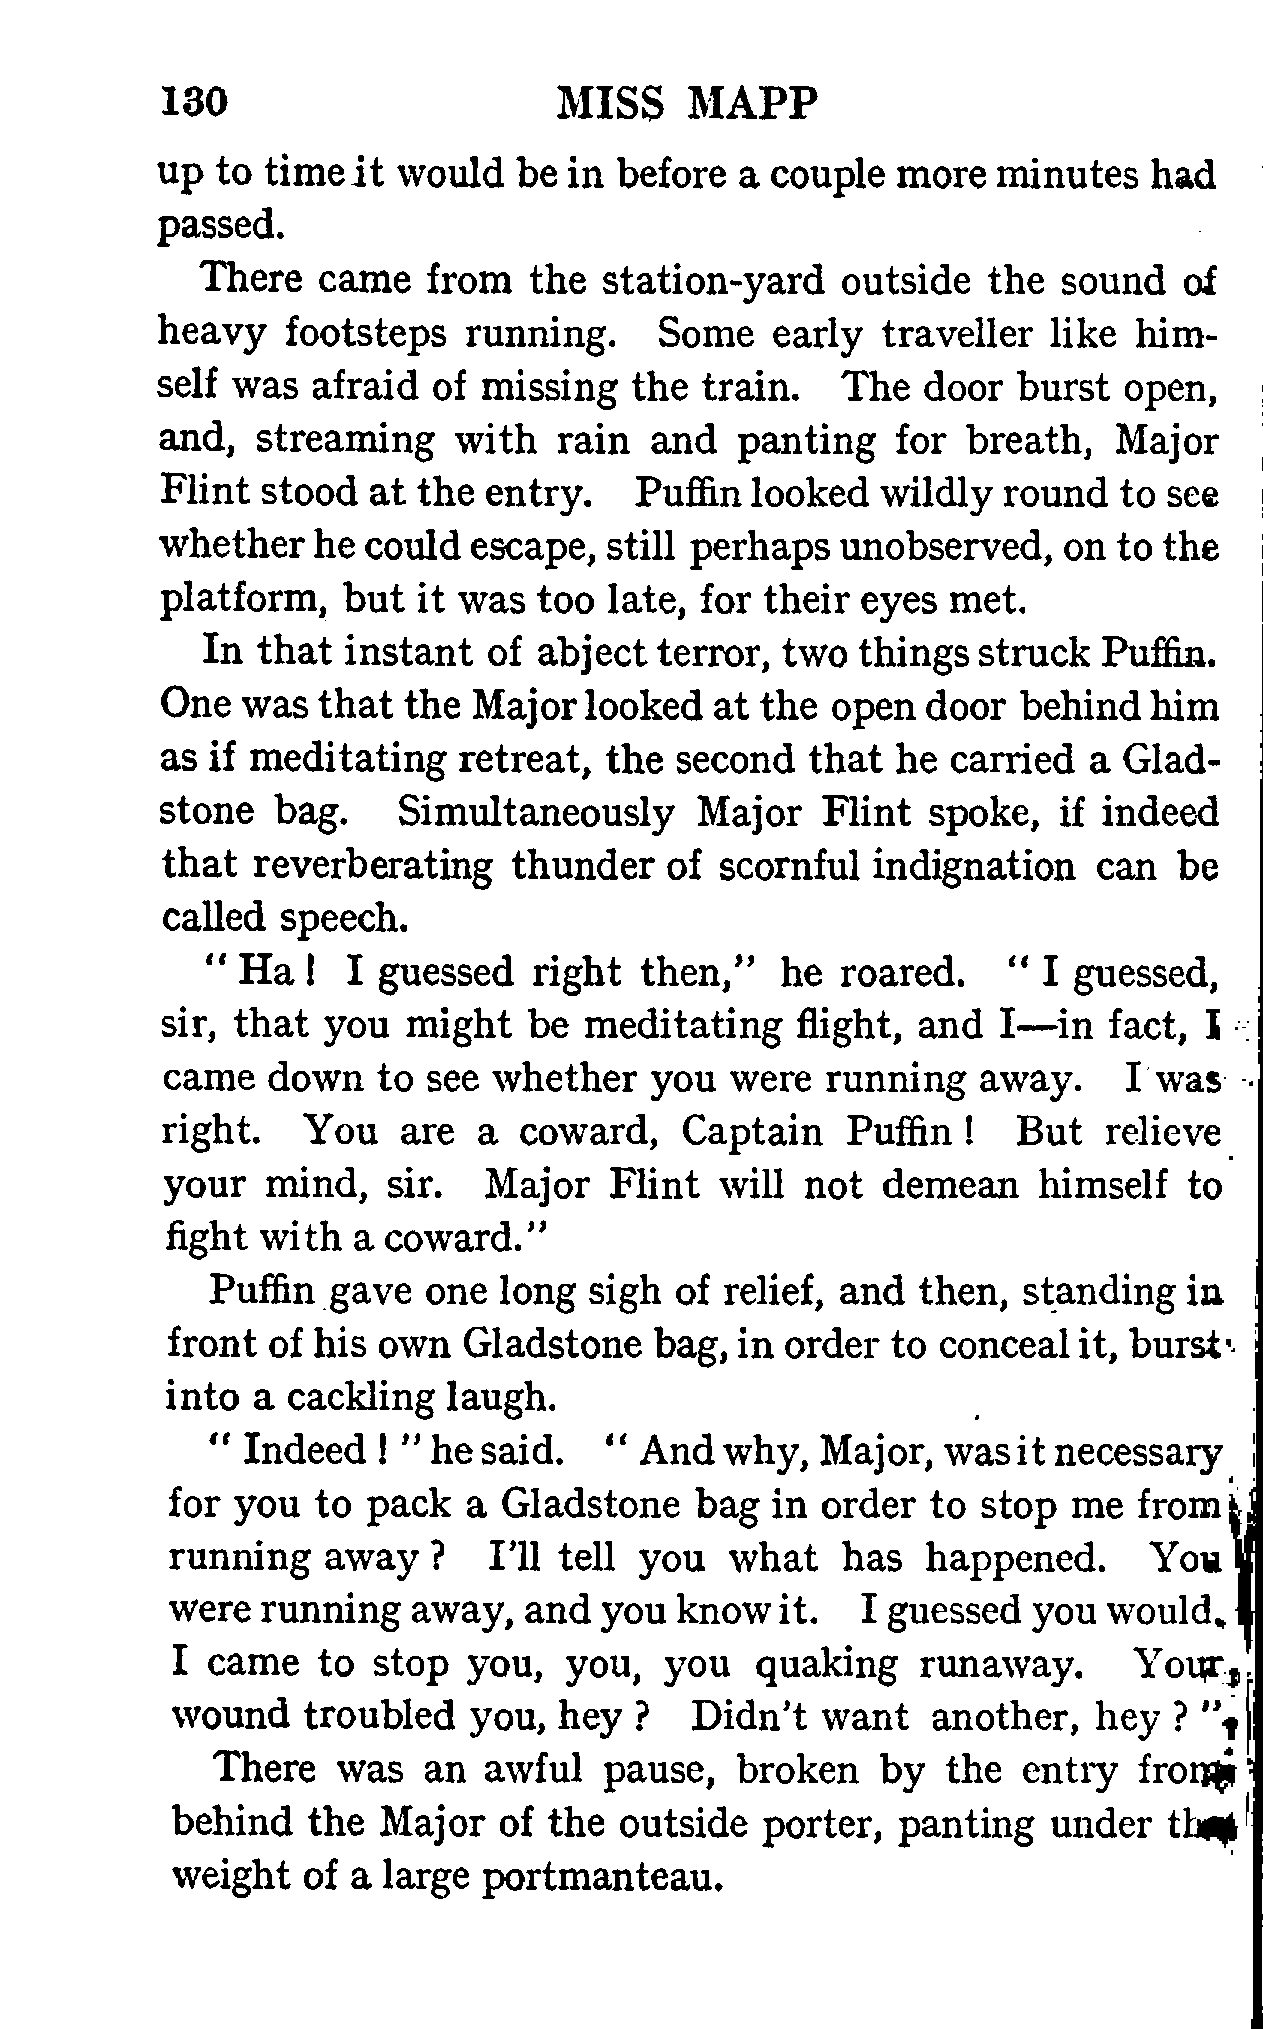 130 MISS MAPP
up to time it would be in before a couple more minutes had
passed.
There came from the station-yard outside the sound of
heavy footsteps running. Some early traveller like him-
self was afraid of missing the train. The door burst open,
and, streaming with rain and panting for breath, Major
Flint stood at the entry. Puffin looked wildly round to see
whether he could escape, still perhaps unobserved, on to the
platform, but it was too late, for their eyes met.
In that instant of abject terror, two things struck Puffin.
One was that the Major looked at the open door behind him
as if meditating retreat, the second that he carried a Glad-
stone bag. Simultaneously Major Flint spoke, if indeed
that reverberating thunder of scornful indignation can be
called speech.
" Ha ! I guessed right then," he roared. " I guessed,
sir, that you might be meditating flight, and I—in fact, I
came down to see whether you were running away. I was
right. You are a coward, Captain Puffin ! But relieve
your mind, sir. Major Flint will not demean himself to
fight with a coward."
Puffin gave one long sigh of relief, and then, standing in
front of his own Gladstone bag, in order to conceal it, burst
into a cackling laugh.
" Indeed ! " he said. " And why, Major, was it necessary
for you to pack a Gladstone bag in order to stop me from
running away ? I'll tell you what has happened. You
were running away, and you know it. I guessed you would.
I came to stop you, you, you quaking runaway. Your
wound troubled you, hey ? Didn't want another, hey ? "
There was an awful pause, broken by the entry from
behind the Major of the outside porter, panting under the
weight of a large portmanteau.